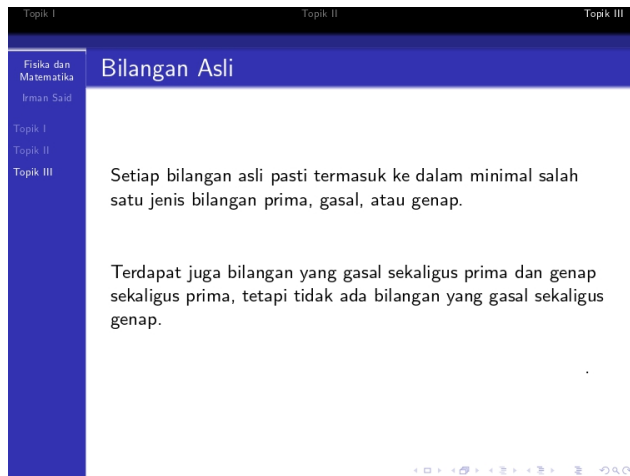 Topik I
Topik II
Topik III
Fisika dan
Matematika
Irman Said
Topik I
Topik II
Topik III
Bilangan Asli
Setiap bilangan asli pasti termasuk ke dalam minimal salah
satu jenis bilangan prima, gasal, atau genap.
Terdapat juga bilangan yang gasal sekaligus prima dan genap
sekaligus prima, tetapi tidak ada bilangan yang gasal sekaligus
genap.
.